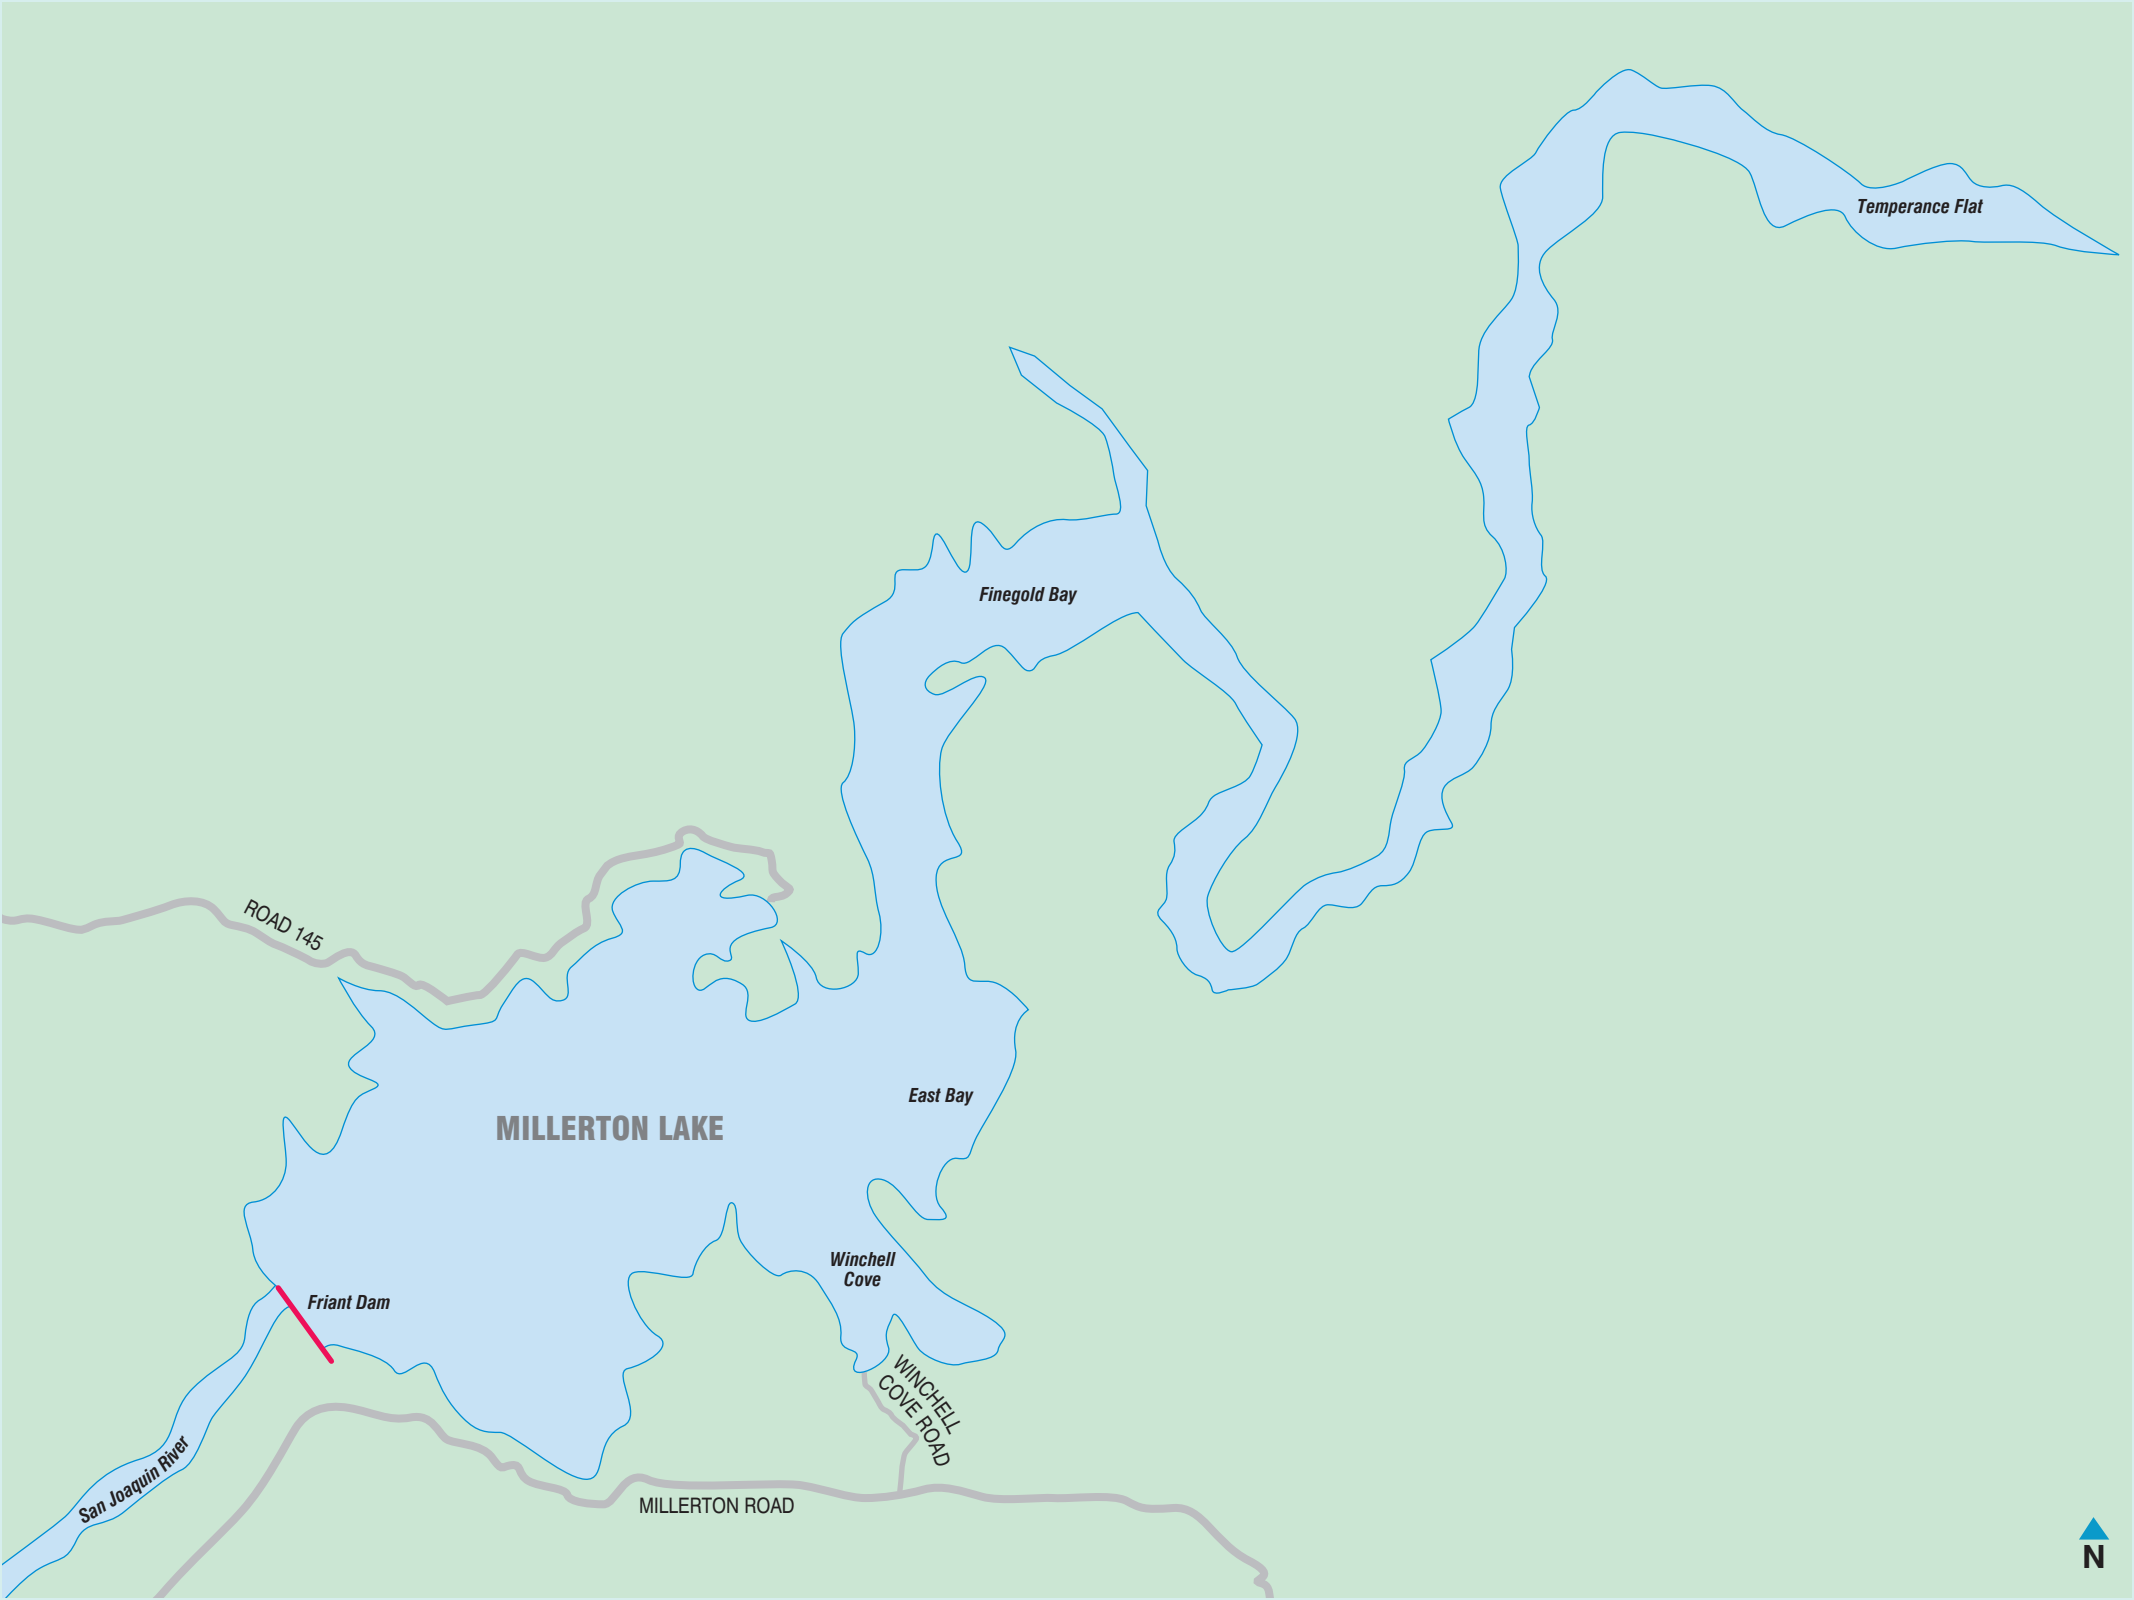 Temperance Flat
Finegold Bay
ROAD 145
East Bay
MILLERTON LAKE
Winchell
Cove
Friant Dam
WINCHELL
COVE ROAD
San Joaquin River
MILLERTON ROAD
N